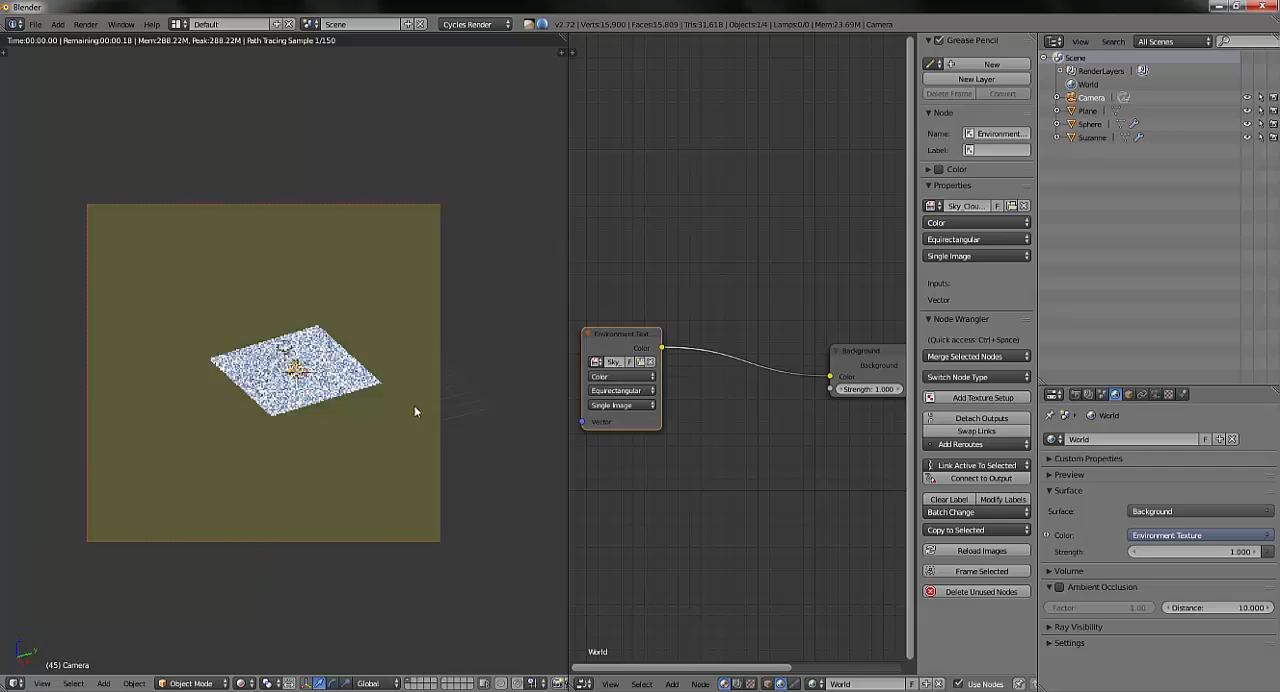 Blender
File Add Render Window Help Default Scene Cycles Render v2.72 | Verts:15,900 | Faces:15,809 | Tris:31,618 | Objects:1/4 | Lamps:0/0 | Mem:23.69M | Camera
Time:00:00.00 | Remaining:00:00.18 | Mem:288.22M, Peak:288.22M | Path Tracing Sample 1/150
Grease Pencil
New
New Layer
Delete Frame Convert
Node
Name: Environment...
Label:
Color
Properties
Sky_Clou... F
Color
Equirectangular
Single Image
Inputs:
Vector
Node Wrangler
(Quick access: Ctrl+Space)
Merge Selected Nodes
Switch Node Type
Add Texture Setup
Detach Outputs
Swap Links
Add Reroutes
Link Active To Selected
Connect to Output
Clear Label Modify Labels
Batch Change
Copy to Selected
Reload Images
Frame Selected
Delete Unused Nodes
Environment Text...
Color
Sky_ F
Color
Equirectangular
Single Image
Vector
Background
Background
Color
Strength: 1.000
World
View Search All Scenes
Scene
RenderLayers
World
Camera
Plane
Sphere
Suzanne
World
World F
Custom Properties
Preview
Surface
Surface: Background
Color: Environment Texture
Strength: 1.000
Volume
Ambient Occlusion
Factor: 1.00 Distance: 10.000
Ray Visibility
Settings
(45) Camera
View Select Add Object Object Mode Global
View Select Add Node World F Use Nodes